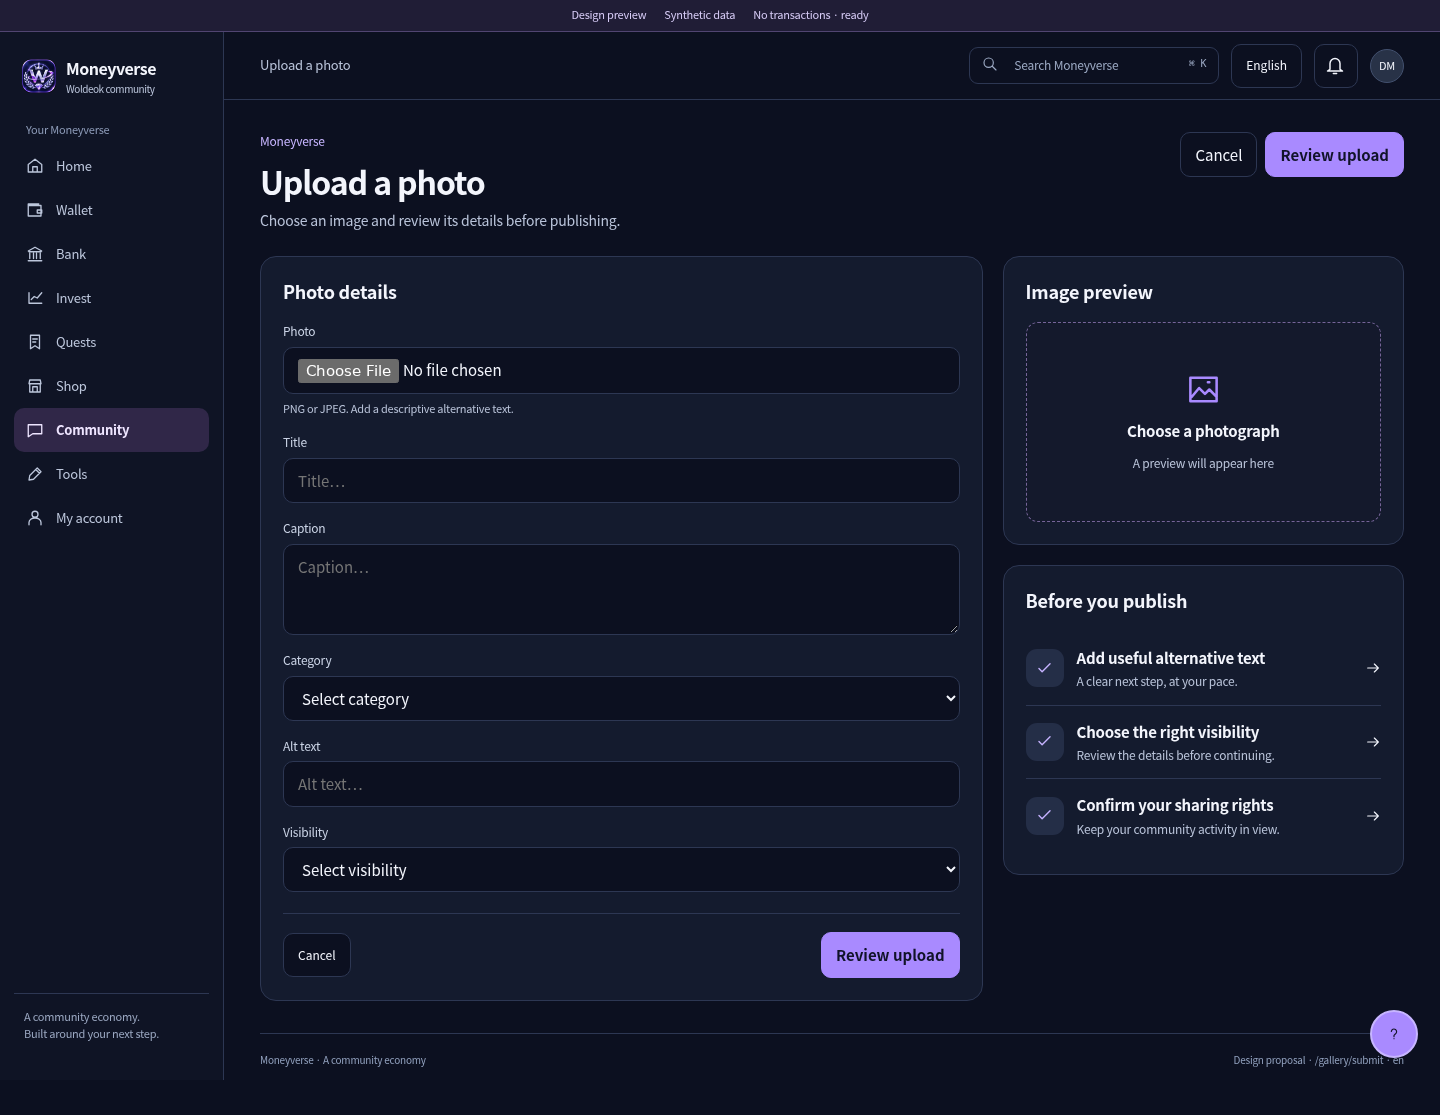 Design preview Synthetic data No transactions · ready
Moneyverse
Woldeok community
Your Moneyverse
Home
Wallet
Bank
Invest
Quests
Shop
Community
Tools
My account
A community economy.
Built around your next step.
Upload a photo
Search Moneyverse ⌘ K
English
DM
Moneyverse
Upload a photo
Choose an image and review its details before publishing.
Cancel
Review upload
Photo details
Photo
Choose File No file chosen
PNG or JPEG. Add a descriptive alternative text.
Title
Title…
Caption
Caption…
Category
Select category
Alt text
Alt text…
Visibility
Select visibility
Cancel
Review upload
Image preview
Choose a photograph
A preview will appear here
Before you publish
Add useful alternative text
A clear next step, at your pace.
Choose the right visibility
Review the details before continuing.
Confirm your sharing rights
Keep your community activity in view.
Moneyverse · A community economy
Design proposal · /gallery/submit · en
?